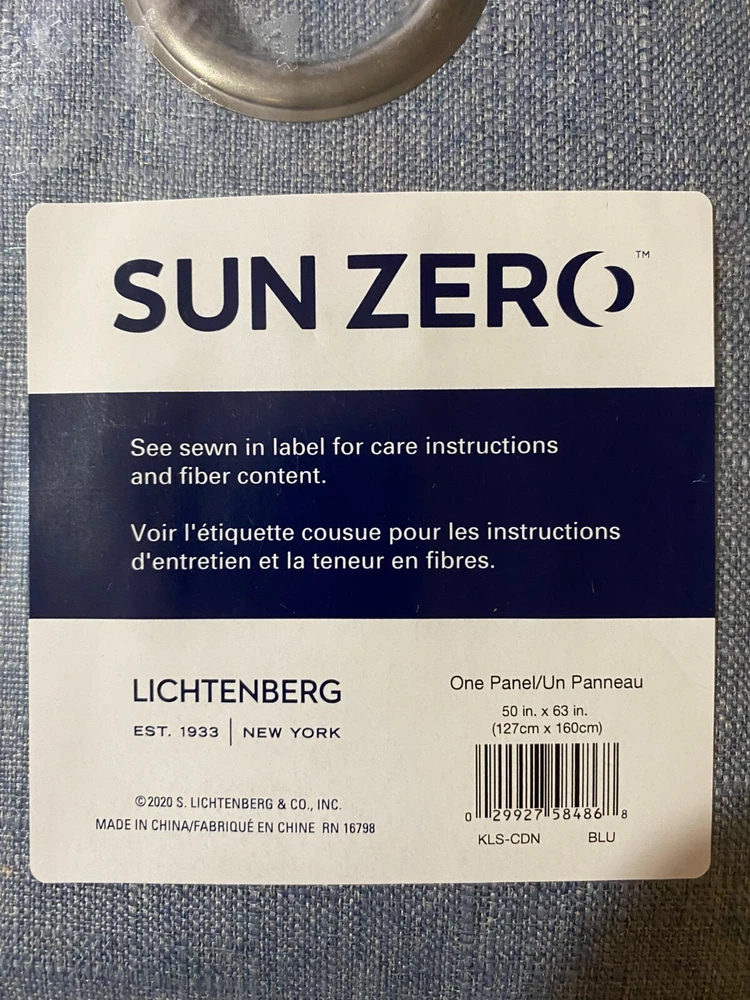 SUN ZERO™
See sewn in label for care instructions
and fiber content.
Voir l'étiquette cousue pour les instructions
d'entretien et la teneur en fibres.
LICHTENBERG
EST. 1933 | NEW YORK
©2020 S. LICHTENBERG & CO., INC.
MADE IN CHINA/FABRIQUÉ EN CHINE RN 16798
One Panel/Un Panneau
50 in. x 63 in.
(127cm x 160cm)
0 29927 58486 8
KLS-CDN BLU